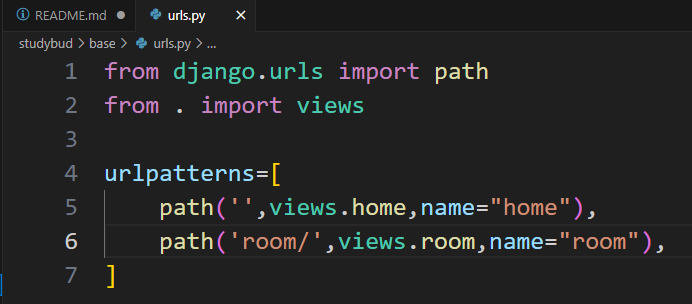 README.md urls.py
studybud > base > urls.py > ...
1 from django.urls import path
2 from . import views
3
4 urlpatterns=[
5 path('',views.home,name="home"),
6 path('room/',views.room,name="room"),
7 ]